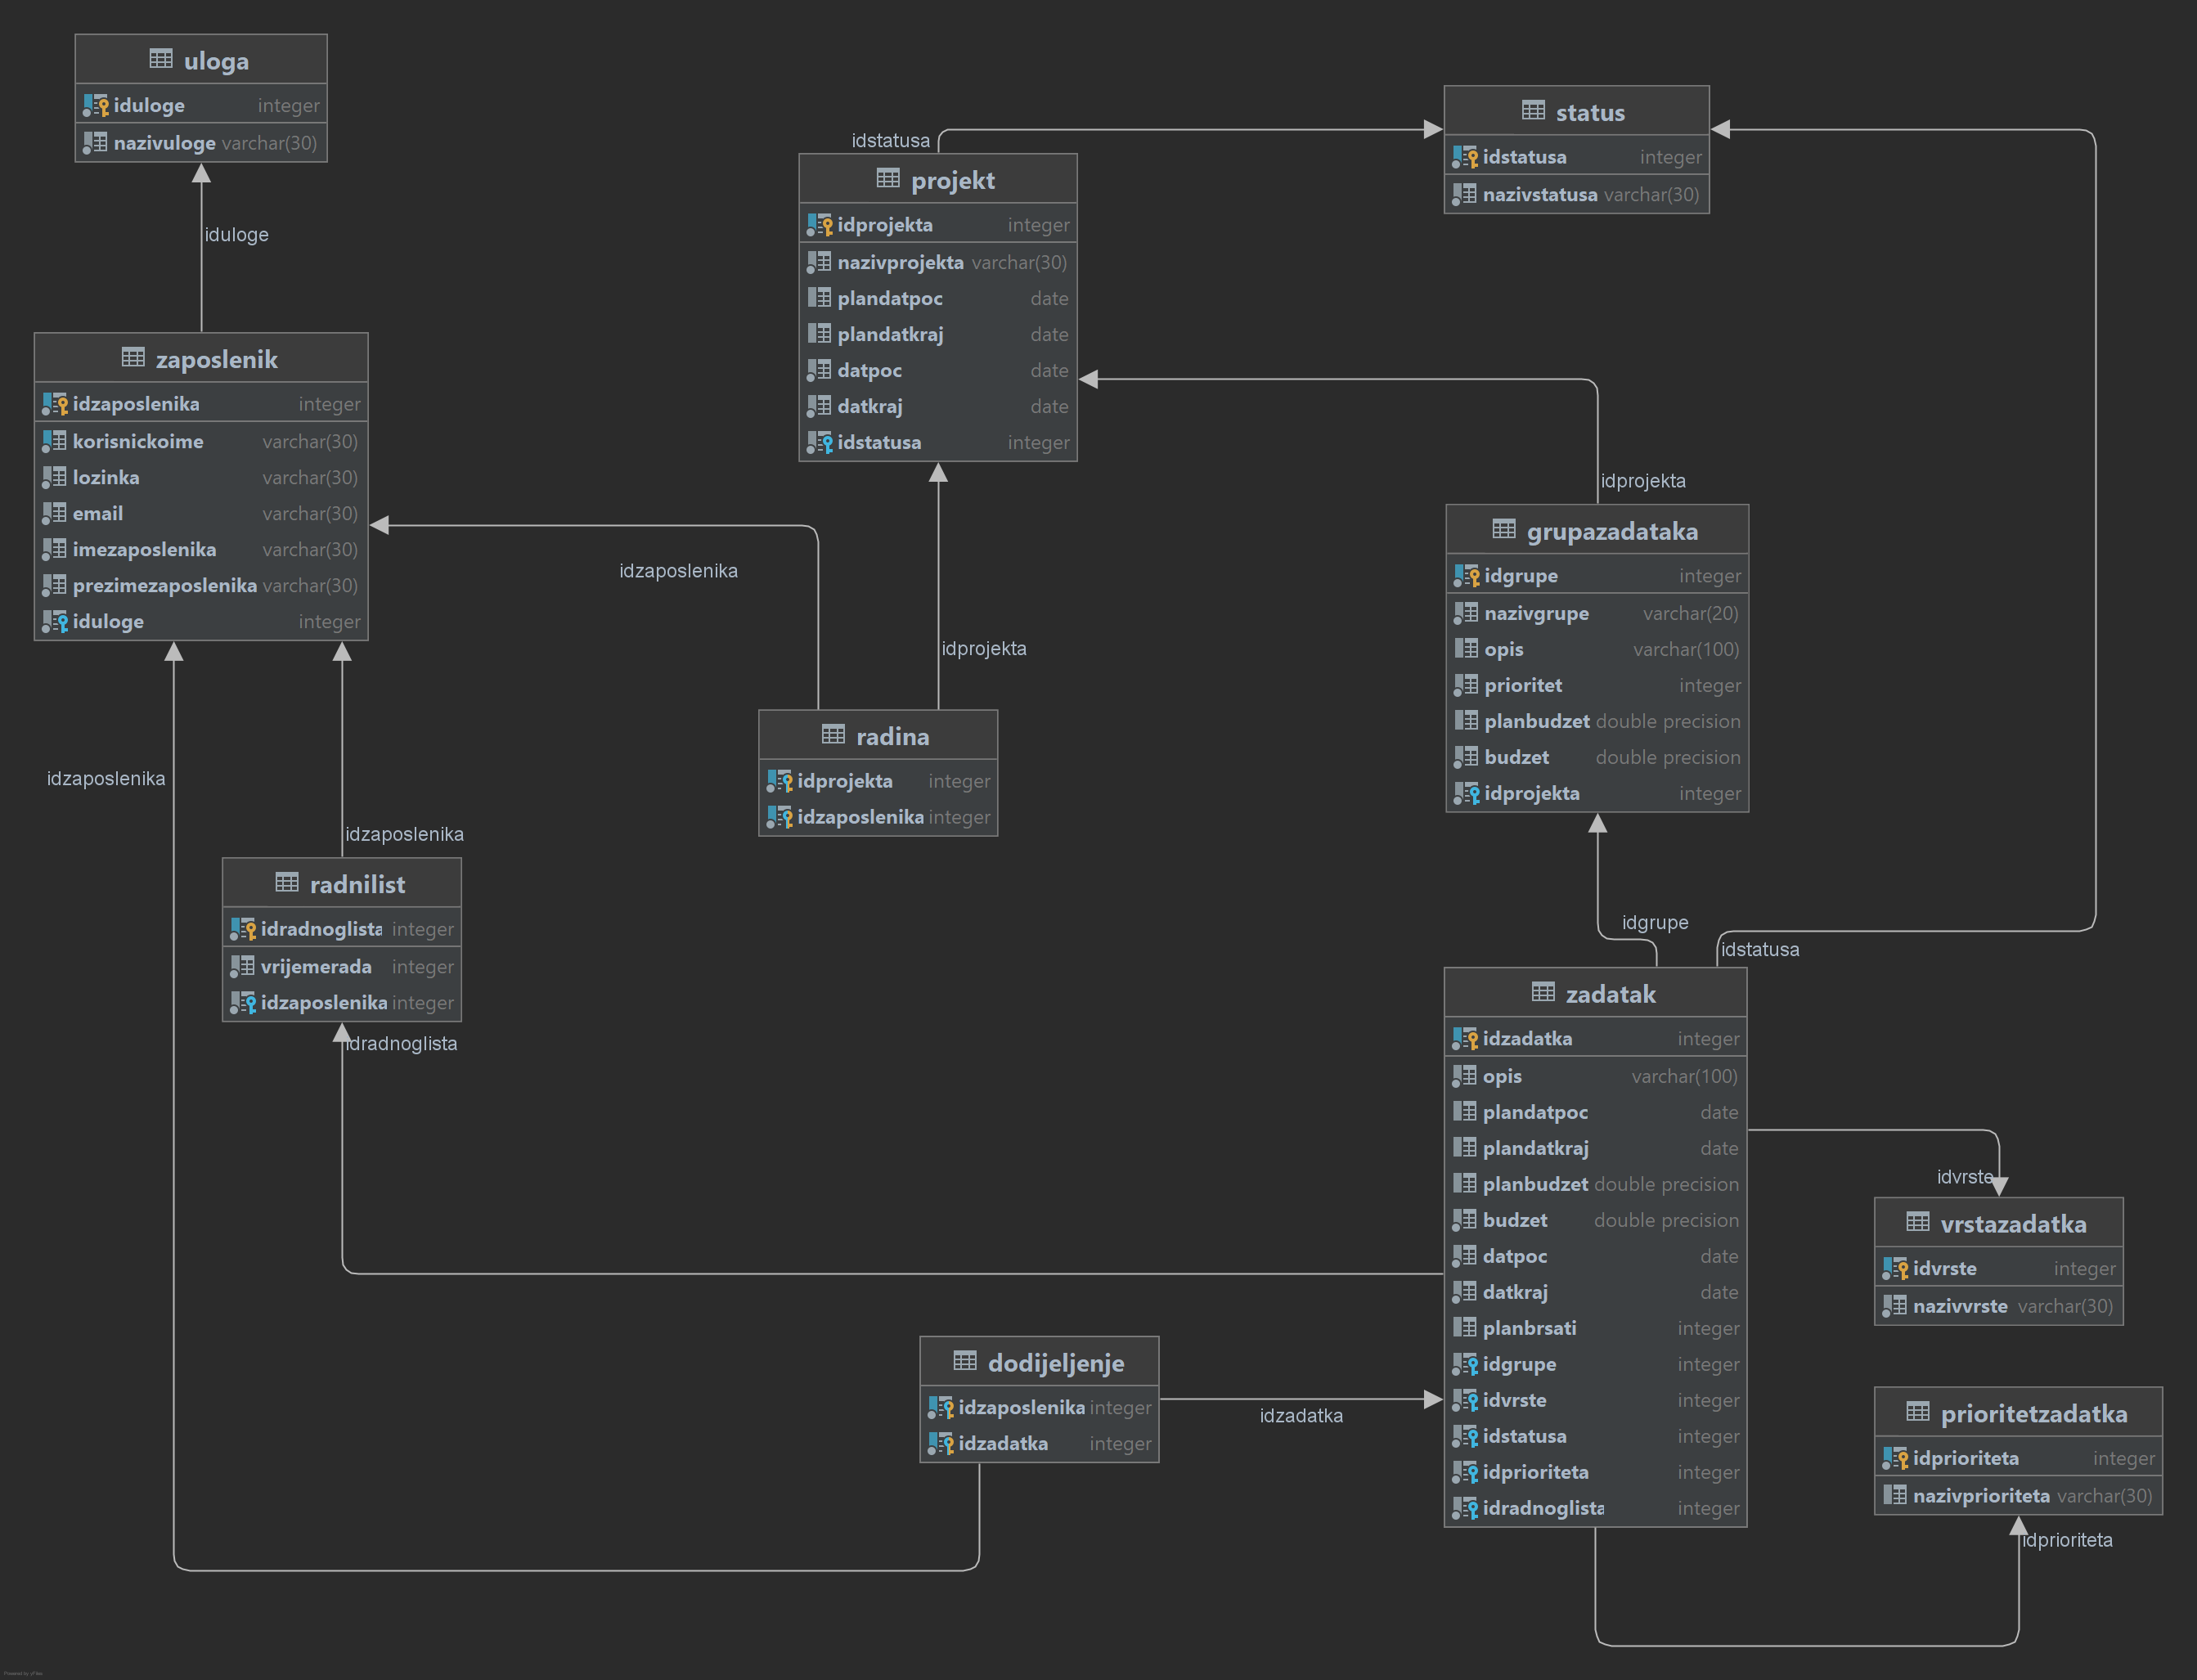 uloga
iduloge integer
nazivuloge varchar(30)
iduloge
zaposlenik
idzaposlenika integer
korisnickoime varchar(30)
lozinka varchar(30)
email varchar(30)
imezaposlenika varchar(30)
prezimezaposlenika varchar(30)
iduloge integer
idzaposlenika
idzaposlenika
idzaposlenika
radnilist
idradnoglista integer
vrijemerada integer
idzaposlenika integer
idradnoglista
idstatusa
projekt
idprojekta integer
nazivprojekta varchar(30)
plandatpoc date
plandatkraj date
datpoc date
datkraj date
idstatusa integer
idprojekta
radina
idprojekta integer
idzaposlenika integer
status
idstatusa integer
nazivstatusa varchar(30)
idprojekta
grupazadataka
idgrupe integer
nazivgrupe varchar(20)
opis varchar(100)
prioritet integer
planbudzet double precision
budzet double precision
idprojekta integer
idgrupe
idstatusa
zadatak
idzadatka integer
opis varchar(100)
plandatpoc date
plandatkraj date
planbudzet double precision
budzet double precision
datpoc date
datkraj date
planbrsati integer
idgrupe integer
idvrste integer
idstatusa integer
idprioriteta integer
idradnoglista integer
dodijeljenje
idzaposlenika integer
idzadatka integer
idzadatka
idvrste
vrstazadatka
idvrste integer
nazivvrste varchar(30)
prioritetzadatka
idprioriteta integer
nazivprioriteta varchar(30)
idprioriteta
Powered by yFiles